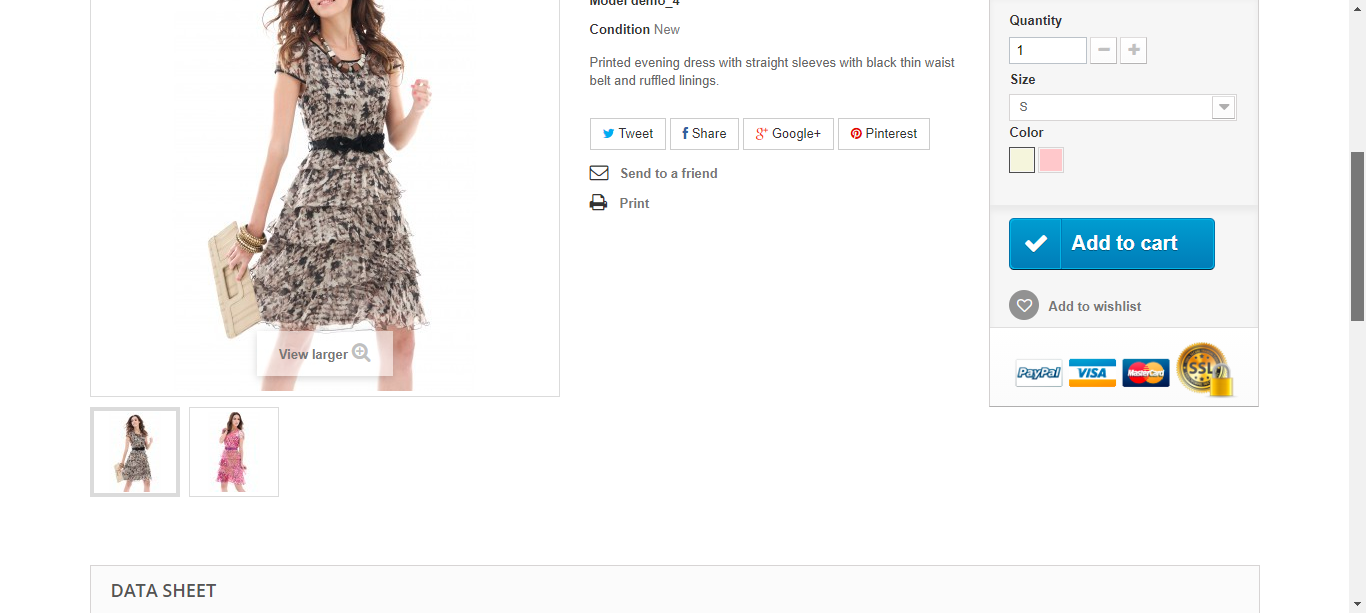 Model demo_4
Condition New
Printed evening dress with straight sleeves with black thin waist
belt and ruffled linings.
Tweet
Share
Google+
Pinterest
Send to a friend
Print
View larger
Quantity
1
Size
S
Color
Add to cart
Add to wishlist
PayPal
VISA
MasterCard
SSL
DATA SHEET